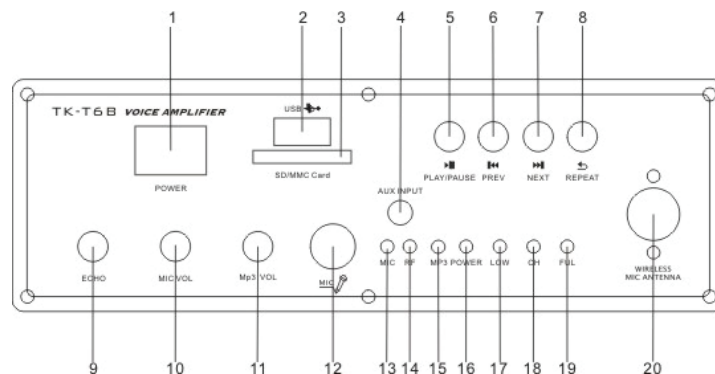 1 2 3 4 5 6 7 8
TK-T6B VOICE AMPLIFIER
USB
POWER
SD/MMC Card
PLAY/PAUSE PREV NEXT REPEAT
AUX INPUT
ECHO MIC VOL Mp3 VOL MIC
MIC RF MP3 POWER LOW CH FUL
WIRELESS
MIC ANTENNA
9 10 11 12 13 14 15 16 17 18 19 20